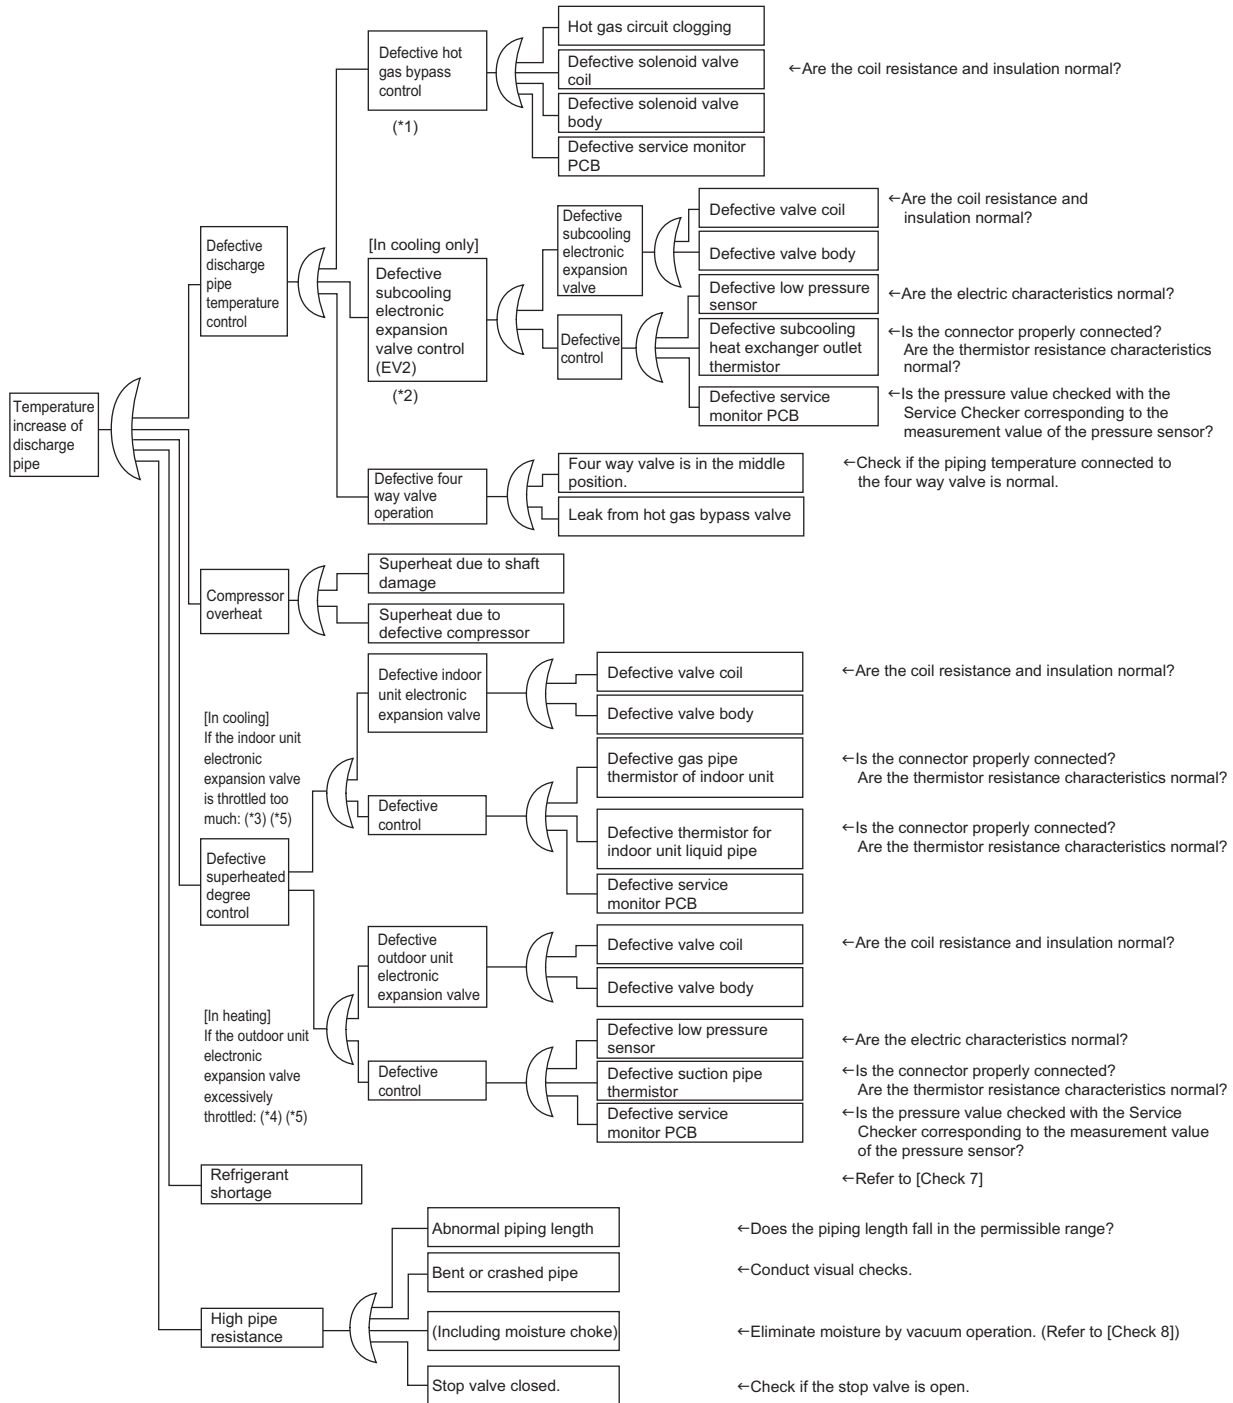 Temperature
increase of
discharge
pipe
Defective
discharge
pipe
temperature
control
Defective hot
gas bypass
control
(*1)
Hot gas circuit clogging
Defective solenoid valve
coil
←Are the coil resistance and insulation normal?
Defective solenoid valve
body
Defective service monitor
PCB
[In cooling only]
Defective
subcooling
electronic
expansion
valve control
(EV2)
(*2)
Defective
subcooling
electronic
expansion
valve
Defective valve coil
←Are the coil resistance and
insulation normal?
Defective valve body
Defective
control
Defective low pressure
sensor
←Are the electric characteristics normal?
Defective subcooling
heat exchanger outlet
thermistor
←Is the connector properly connected?
Are the thermistor resistance characteristics
normal?
Defective service
monitor PCB
←Is the pressure value checked with the
Service Checker corresponding to the
measurement value of the pressure sensor?
Defective four
way valve
operation
Four way valve is in the middle
position.
←Check if the piping temperature connected to
the four way valve is normal.
Leak from hot gas bypass valve
Compressor
overheat
Superheat due to shaft
damage
Superheat due to
defective compressor
[In cooling]
If the indoor unit
electronic
expansion valve
is throttled too
much: (*3) (*5)
Defective
superheated
degree
control
Defective indoor
unit electronic
expansion valve
Defective valve coil
←Are the coil resistance and insulation normal?
Defective valve body
Defective
control
Defective gas pipe
thermistor of indoor unit
←Is the connector properly connected?
Are the thermistor resistance characteristics normal?
Defective thermistor for
indoor unit liquid pipe
←Is the connector properly connected?
Are the thermistor resistance characteristics normal?
Defective service
monitor PCB
[In heating]
If the outdoor unit
electronic
expansion valve
excessively
throttled: (*4) (*5)
Defective
outdoor unit
electronic
expansion valve
Defective valve coil
←Are the coil resistance and insulation normal?
Defective valve body
Defective
control
Defective low pressure
sensor
←Are the electric characteristics normal?
Defective suction pipe
thermistor
←Is the connector properly connected?
Are the thermistor resistance characteristics normal?
Defective service
monitor PCB
←Is the pressure value checked with the Service
Checker corresponding to the measurement value
of the pressure sensor?
Refrigerant
shortage
←Refer to [Check 7]
High pipe
resistance
Abnormal piping length
←Does the piping length fall in the permissible range?
Bent or crashed pipe
←Conduct visual checks.
(Including moisture choke)
←Eliminate moisture by vacuum operation. (Refer to [Check 8])
Stop valve closed.
←Check if the stop valve is open.